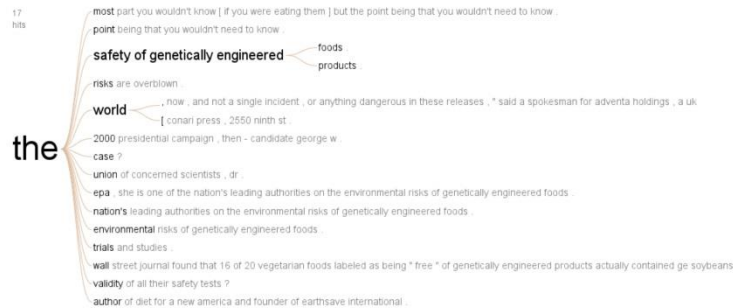 17
hits
the
most part you wouldn't know [ if you were eating them ] but the point being that you wouldn't need to know .
point being that you wouldn't need to know .
safety of genetically engineered
foods .
products .
risks are overblown .
world
, now , and not a single incident , or anything dangerous in these releases , " said a spokesman for adventa holdings , a uk
[ conari press , 2550 ninth st .
2000 presidential campaign , then - candidate george w .
case ?
union of concerned scientists , dr .
epa , she is one of the nation's leading authorities on the environmental risks of genetically engineered foods .
nation's leading authorities on the environmental risks of genetically engineered foods .
environmental risks of genetically engineered foods .
trials and studies .
wall street journal found that 16 of 20 vegetarian foods labeled as being " free " of genetically engineered products actually contained ge soybeans
validity of all their safety tests ?
author of diet for a new america and founder of earthsave international .